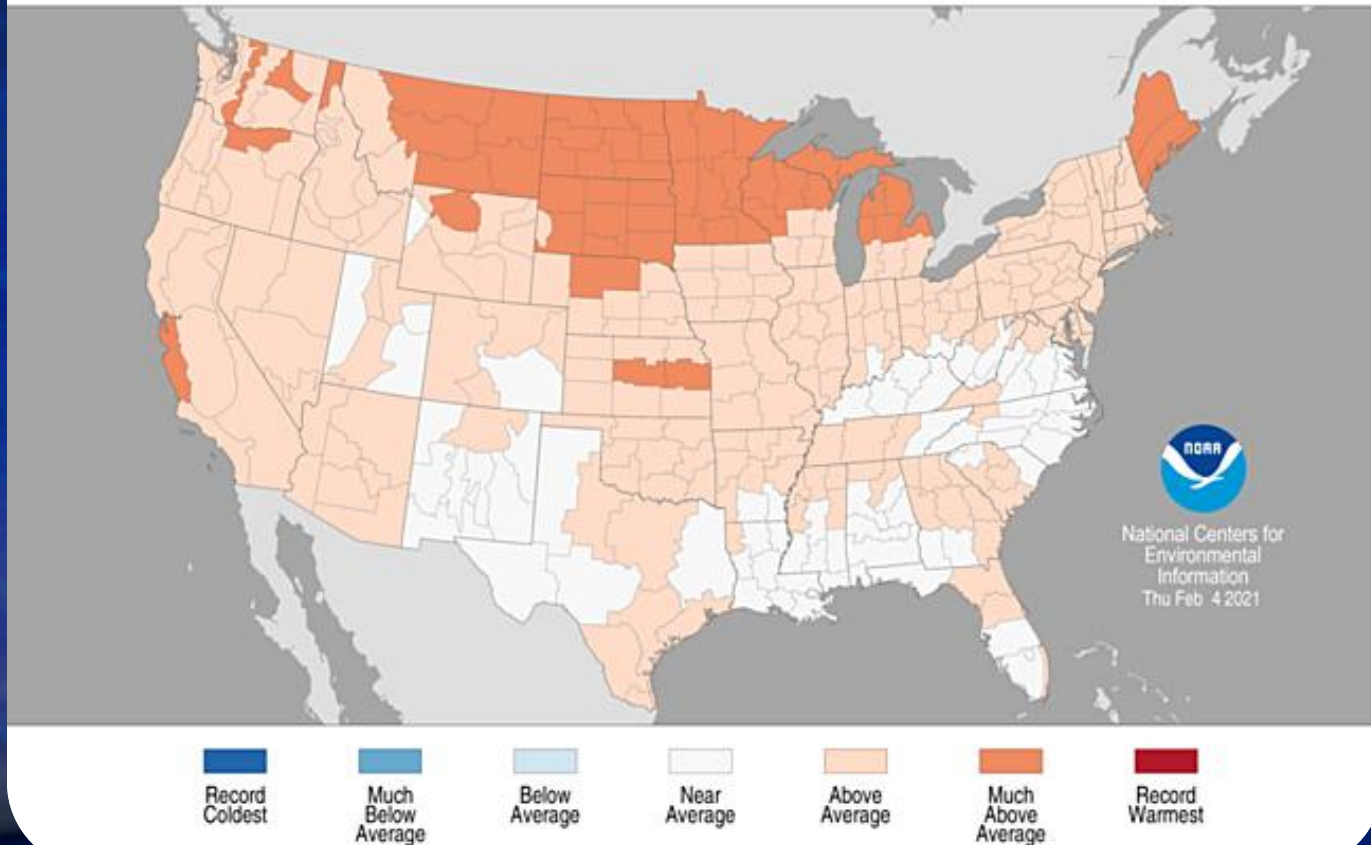 NOAA
National Centers for
Environmental
Information
Thu Feb 4 2021
Record
Coldest
Much
Below
Average
Below
Average
Near
Average
Above
Average
Much
Above
Average
Record
Warmest